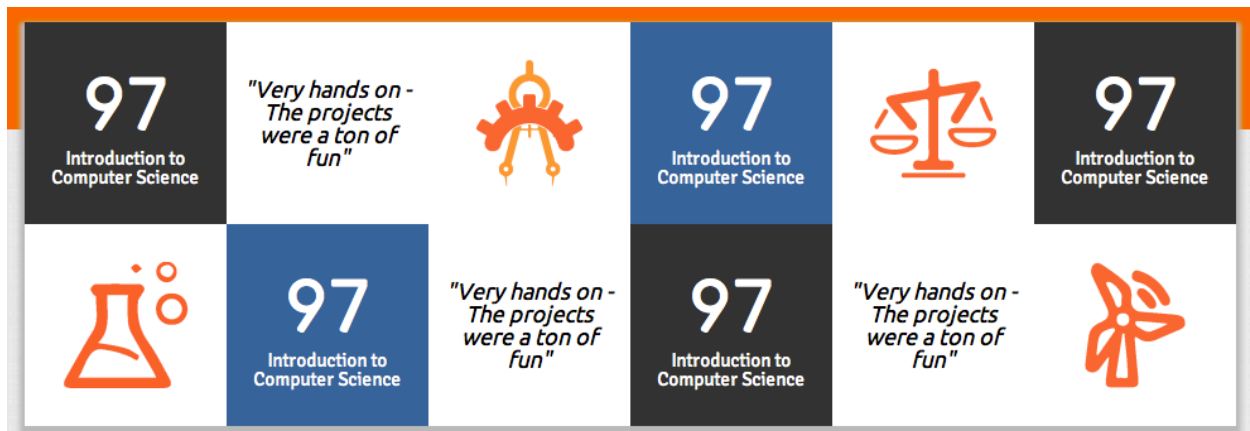 97
Introduction to
Computer Science
"Very hands on -
The projects
were a ton of
fun"
97
Introduction to
Computer Science
97
Introduction to
Computer Science
97
Introduction to
Computer Science
"Very hands on -
The projects
were a ton of
fun"
97
Introduction to
Computer Science
"Very hands on -
The projects
were a ton of
fun"